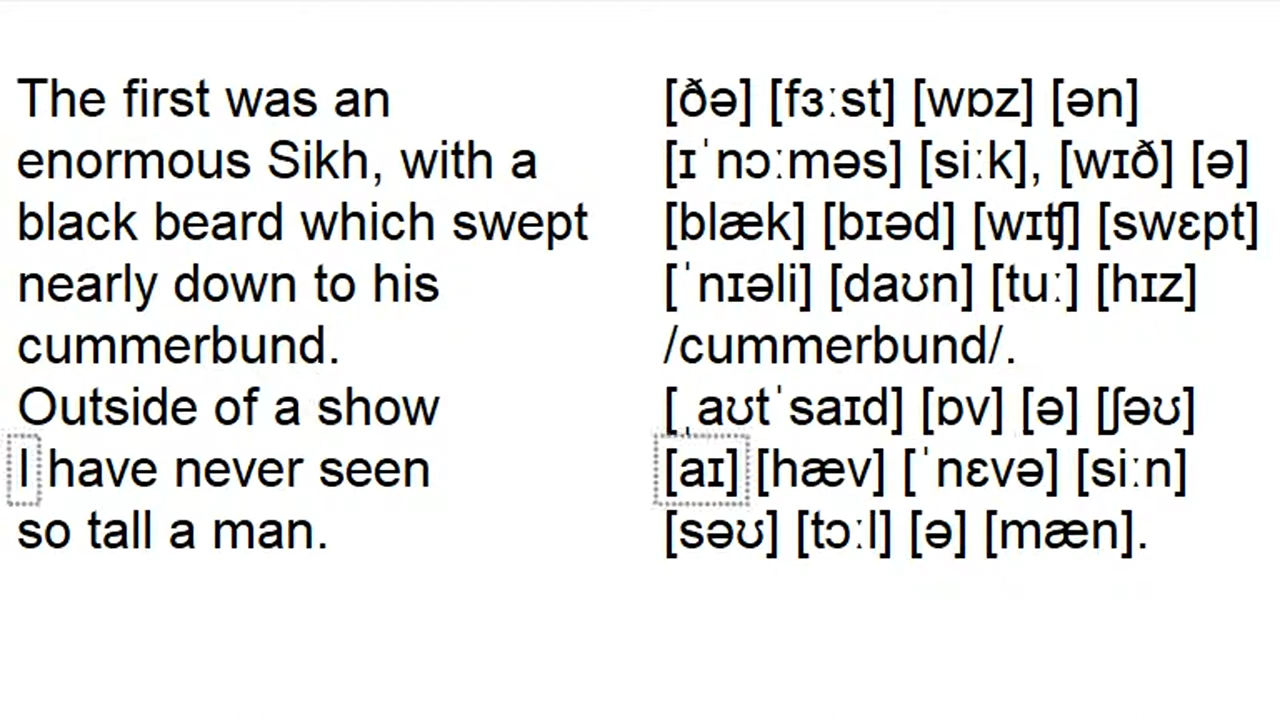 The first was an
enormous Sikh, with a
black beard which swept
nearly down to his
cummerbund.
Outside of a show
I have never seen
so tall a man.
[ðə] [fɜːst] [wɒz] [ən]
[ɪˈnɔːməs] [siːk], [wɪð] [ə]
[blæk] [bɪəd] [wɪʧ] [swɛpt]
[ˈnɪəli] [daʊn] [tuː] [hɪz]
/cummerbund/.
[ˌaʊtˈsaɪd] [ɒv] [ə] [ʃəʊ]
[aɪ] [hæv] [ˈnɛvə] [siːn]
[səʊ] [tɔːl] [ə] [mæn].